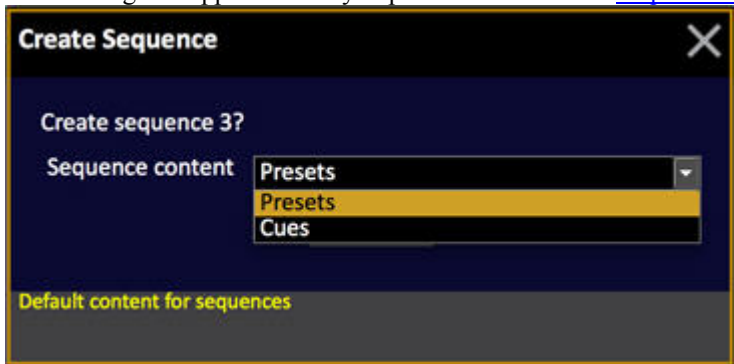 Create Sequence
Create sequence 3?
Sequence content
Presets
Presets
Cues
Default content for sequences